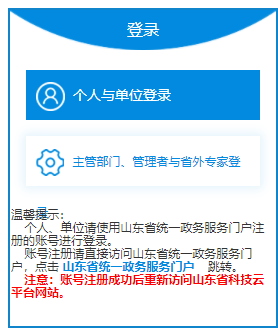 登录
个人与单位登录
主管部门、管理者与省外专家登
温馨提示：
个人、单位请使用山东省统一政务服务门户注
册的账号进行登录。
账号注册请直接访问山东省统一政务服务门
户，点击 山东省统一政务服务门户 跳转。
注意：账号注册成功后重新访问山东省科技云
平台网站。